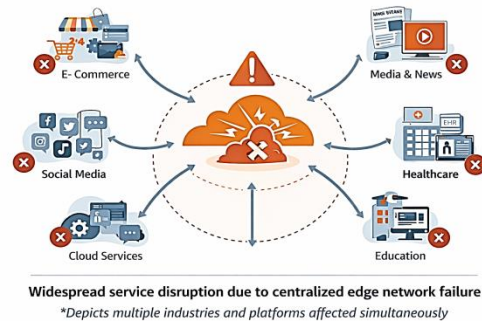 E- Commerce
Media & News
EHR
Social Media
Healthcare
Cloud Services
Education
Widespread service disruption due to centralized edge network failure
*Depicts multiple industries and platforms affected simultaneously